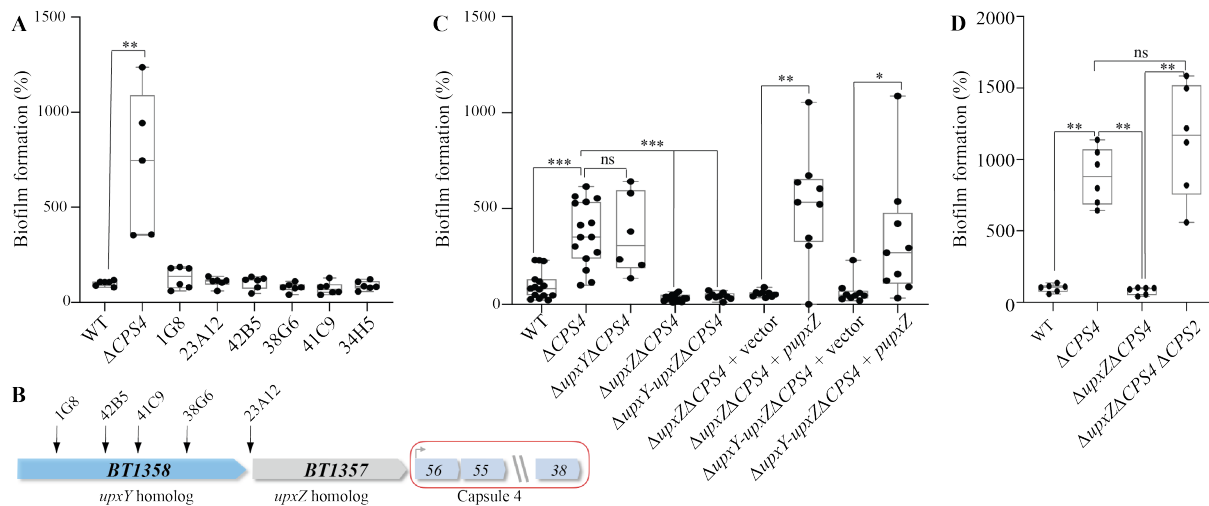 A
Biofilm formation (%)
1500
1000
500
0
**
WT
ΔCPS4
1G8
23A12
42B5
38G6
41C9
34H5
B
1G8
42B5
41C9
38G6
23A12
BT1358
BT1357
56
55
38
upxY homolog
upxZ homolog
Capsule 4
C
Biofilm formation (%)
1500
1000
500
0
***
ns
***
**
*
WT
ΔCPS4
ΔupxYΔCPS4
ΔupxZΔCPS4
ΔupxY-upxZΔCPS4
ΔupxZΔCPS4 + vector
ΔupxZΔCPS4 + pupxZ
ΔupxY-upxZΔCPS4 + vector
ΔupxY-upxZΔCPS4 + pupxZ
D
Biofilm formation (%)
2000
1500
1000
500
0
ns
**
**
**
WT
ΔCPS4
ΔupxZΔCPS4
ΔupxZΔCPS4 ΔCPS2